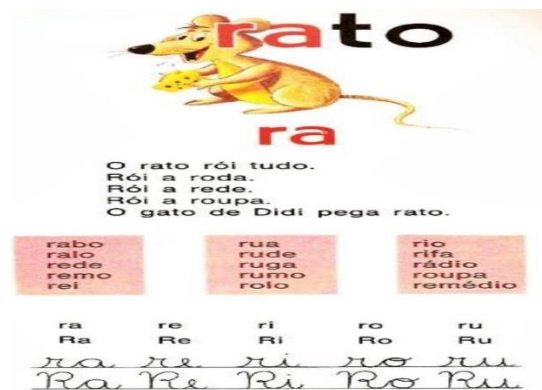 rato
ra
O rato rói tudo.
Rói a roda.
Rói a rede.
Rói a roupa.
O gato de Didi pega rato.
rabo
ralo
rede
remo
rei
rua
rude
ruga
rumo
rolo
rio
rifa
rádio
roupa
remédio
ra re ri ro ru
Ra Re Ri Ro Ru
ra re ri ro ru
Ra Re Ri Ro Ru